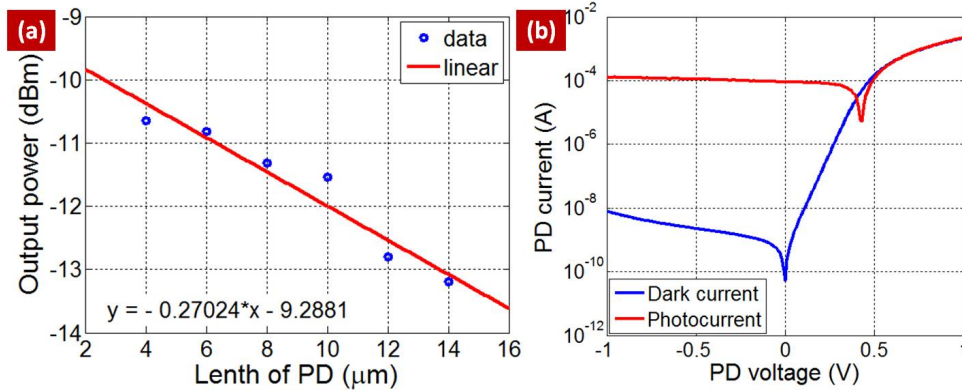 (a)
-9
-10
-11
-12
-13
-14
Output power (dBm)
data
linear
y = - 0.27024*x - 9.2881
2 4 6 8 10 12 14 16
Lenth of PD (μm)
(b)
10^-2
10^-4
10^-6
10^-8
10^-10
10^-12
PD current (A)
Dark current
Photocurrent
-1 -0.5 0 0.5 1
PD voltage (V)